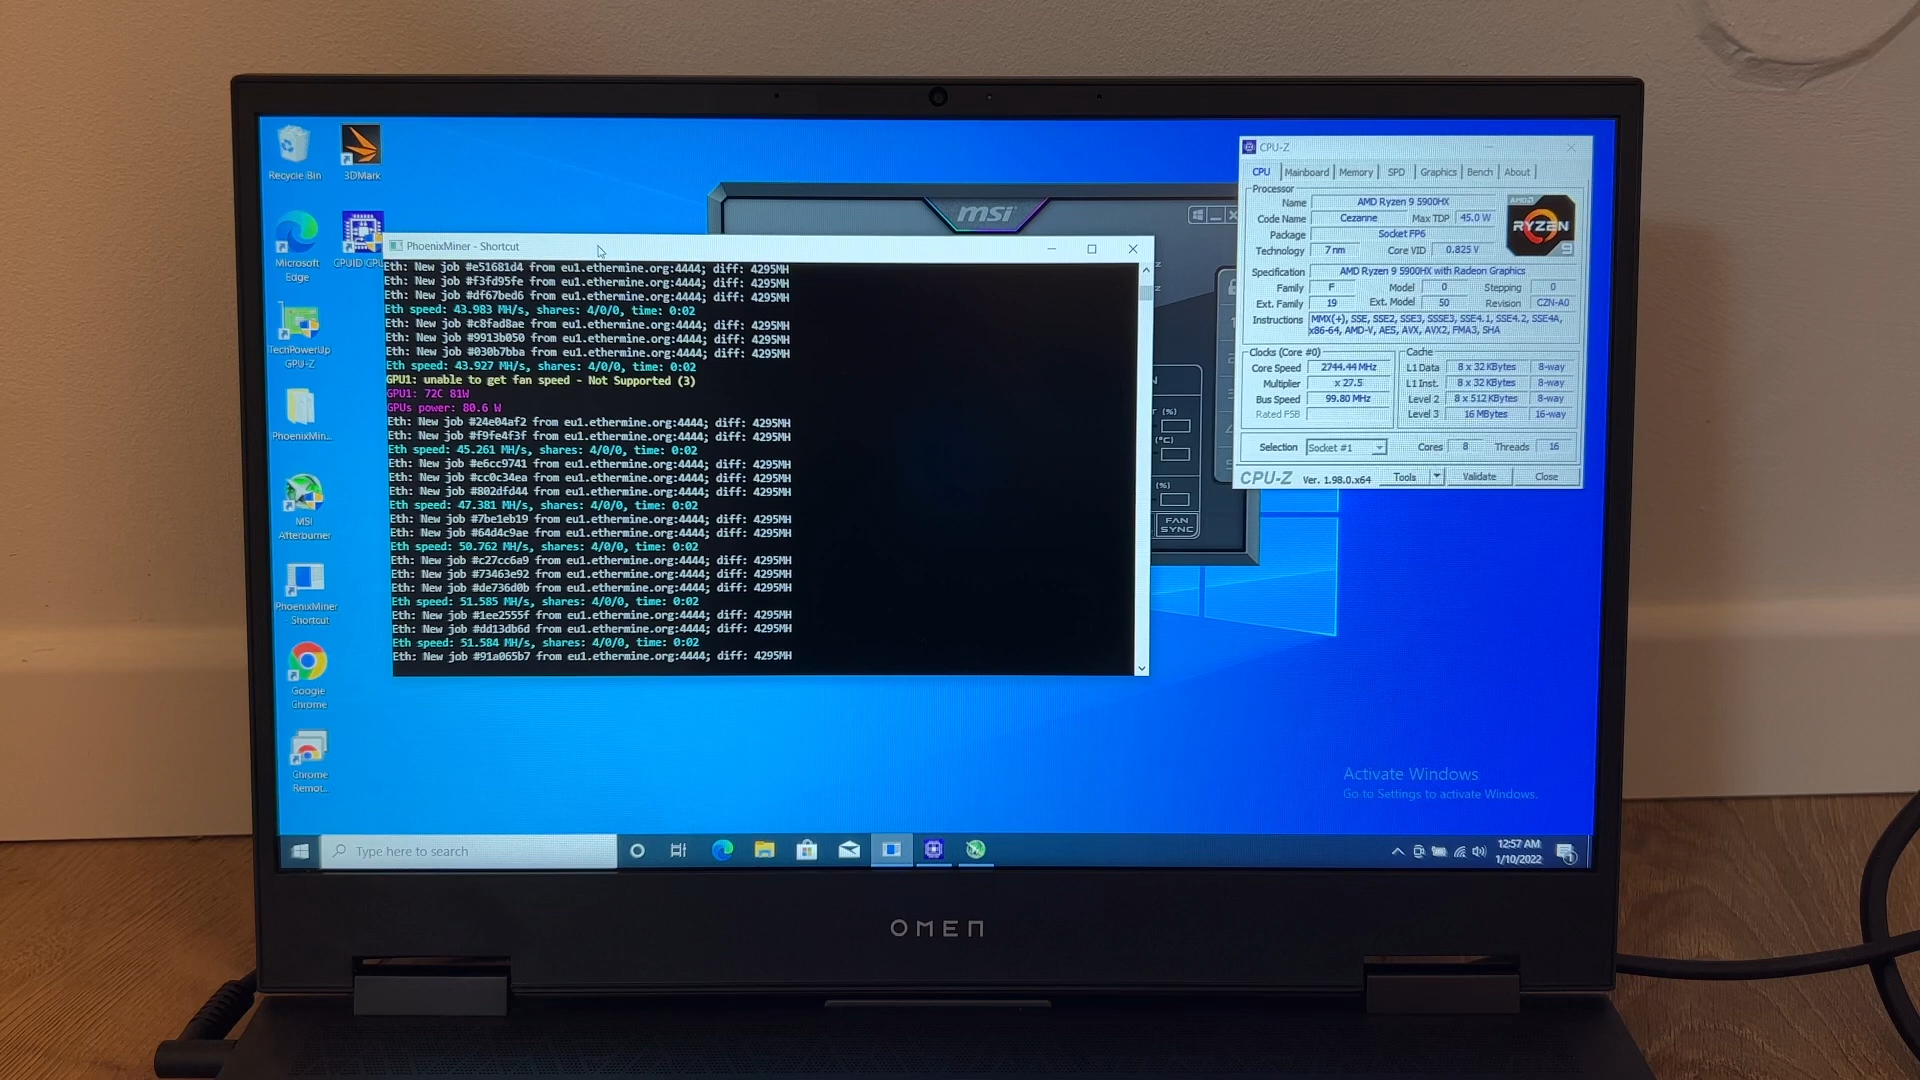 Recycle Bin
3DMark
Microsoft
Edge
CPUID CPU
TechPowerUp
GPU-Z
PhoenixMin...
MSI
Afterburner
PhoenixMiner
- Shortcut
Google
Chrome
Chrome
Remot...
msi
FAN
SYNC
PhoenixMiner - Shortcut
Eth: New job #e51681d4 from eu1.ethermine.org:4444; diff: 4295MH
Eth: New job #f3fd95fe from eu1.ethermine.org:4444; diff: 4295MH
Eth: New job #df67bed6 from eu1.ethermine.org:4444; diff: 4295MH
Eth speed: 43.983 MH/s, shares: 4/0/0, time: 0:02
Eth: New job #c8fad8ae from eu1.ethermine.org:4444; diff: 4295MH
Eth: New job #9913b050 from eu1.ethermine.org:4444; diff: 4295MH
Eth: New job #030b7bba from eu1.ethermine.org:4444; diff: 4295MH
Eth speed: 43.927 MH/s, shares: 4/0/0, time: 0:02
GPU1: unable to get fan speed - Not Supported (3)
GPU1: 72C 81W
GPUs power: 80.6 W
Eth: New job #24e04af2 from eu1.ethermine.org:4444; diff: 4295MH
Eth: New job #f9fe4f3f from eu1.ethermine.org:4444; diff: 4295MH
Eth speed: 45.261 MH/s, shares: 4/0/0, time: 0:02
Eth: New job #e6cc9741 from eu1.ethermine.org:4444; diff: 4295MH
Eth: New job #cc0c34ea from eu1.ethermine.org:4444; diff: 4295MH
Eth: New job #802dfd44 from eu1.ethermine.org:4444; diff: 4295MH
Eth speed: 47.381 MH/s, shares: 4/0/0, time: 0:02
Eth: New job #7be1eb19 from eu1.ethermine.org:4444; diff: 4295MH
Eth: New job #64d4c9ae from eu1.ethermine.org:4444; diff: 4295MH
Eth speed: 50.762 MH/s, shares: 4/0/0, time: 0:02
Eth: New job #c27cc6a9 from eu1.ethermine.org:4444; diff: 4295MH
Eth: New job #73463e92 from eu1.ethermine.org:4444; diff: 4295MH
Eth: New job #de736d0b from eu1.ethermine.org:4444; diff: 4295MH
Eth speed: 51.585 MH/s, shares: 4/0/0, time: 0:02
Eth: New job #1ee2555f from eu1.ethermine.org:4444; diff: 4295MH
Eth: New job #dd13db6d from eu1.ethermine.org:4444; diff: 4295MH
Eth speed: 51.584 MH/s, shares: 4/0/0, time: 0:02
Eth: New job #91a065b7 from eu1.ethermine.org:4444; diff: 4295MH
CPU-Z
CPU Mainboard Memory SPD Graphics Bench About
Processor
Name AMD Ryzen 9 5900HX
Code Name Cezanne Max TDP 45.0 W
Package Socket FP6
Technology 7 nm Core VID 0.825 V
AMD
RYZEN
9
Specification AMD Ryzen 9 5900HX with Radeon Graphics
Family F Model 0 Stepping 0
Ext. Family 19 Ext. Model 50 Revision CZN-A0
Instructions MMX(+), SSE, SSE2, SSE3, SSSE3, SSE4.1, SSE4.2, SSE4A,
x86-64, AMD-V, AES, AVX, AVX2, FMA3, SHA
Clocks (Core #0)
Core Speed 2744.44 MHz
Multiplier x 27.5
Bus Speed 99.80 MHz
Rated FSB
Cache
L1 Data 8 x 32 KBytes 8-way
L1 Inst. 8 x 32 KBytes 8-way
Level 2 8 x 512 KBytes 8-way
Level 3 16 MBytes 16-way
Selection Socket #1 Cores 8 Threads 16
CPU-Z Ver. 1.98.0.x64 Tools Validate Close
Activate Windows
Go to Settings to activate Windows.
Type here to search
12:57 AM
1/10/2022
1
OMEN